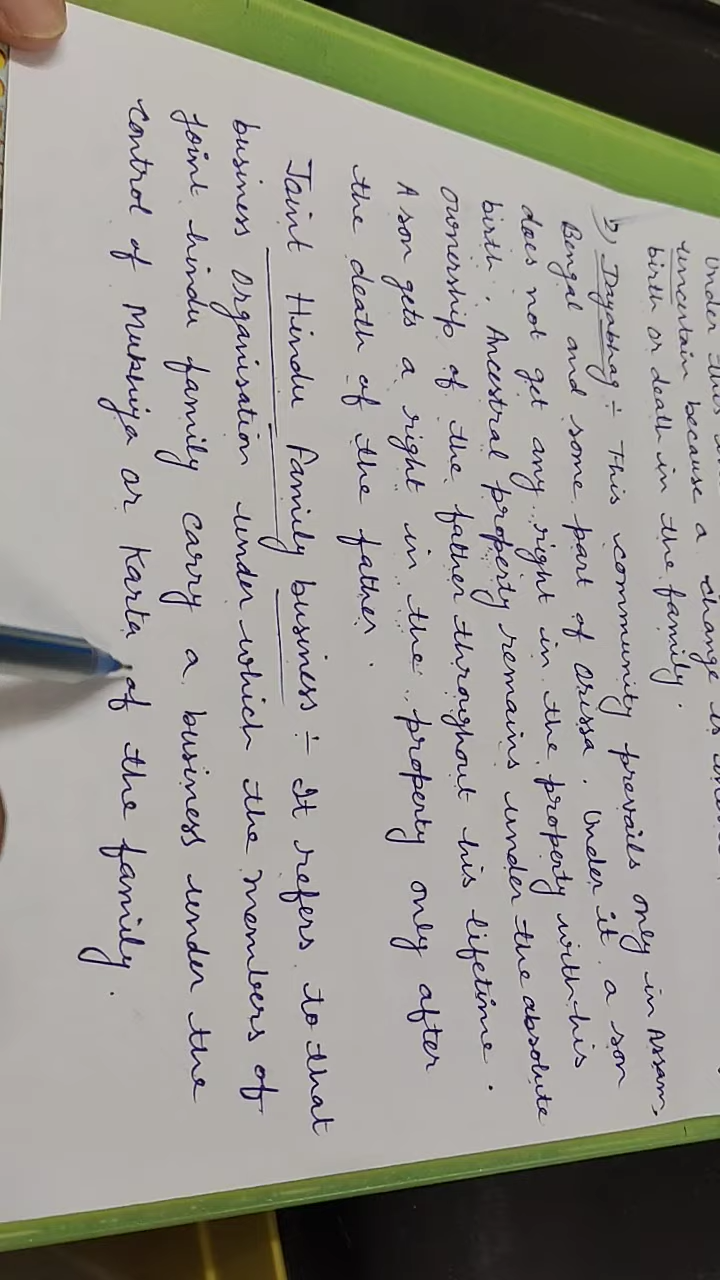 Under this
uncertain because a change is
birth or death in the family.
b) Dayabhag ÷ This community prevails only in Assam,
Bengal and some part of Orissa. Under it a son
does not get any right in the property with his
birth. Ancestral property remains under the absolute
ownership of the father throughout his lifetime.
A son gets a right in the property only after
the death of the father.
Joint Hindu Family business ÷ It refers to that
business organisation under which the members of
Joint hindu family carry a business under the
control of Mukhiya or Karta of the family.